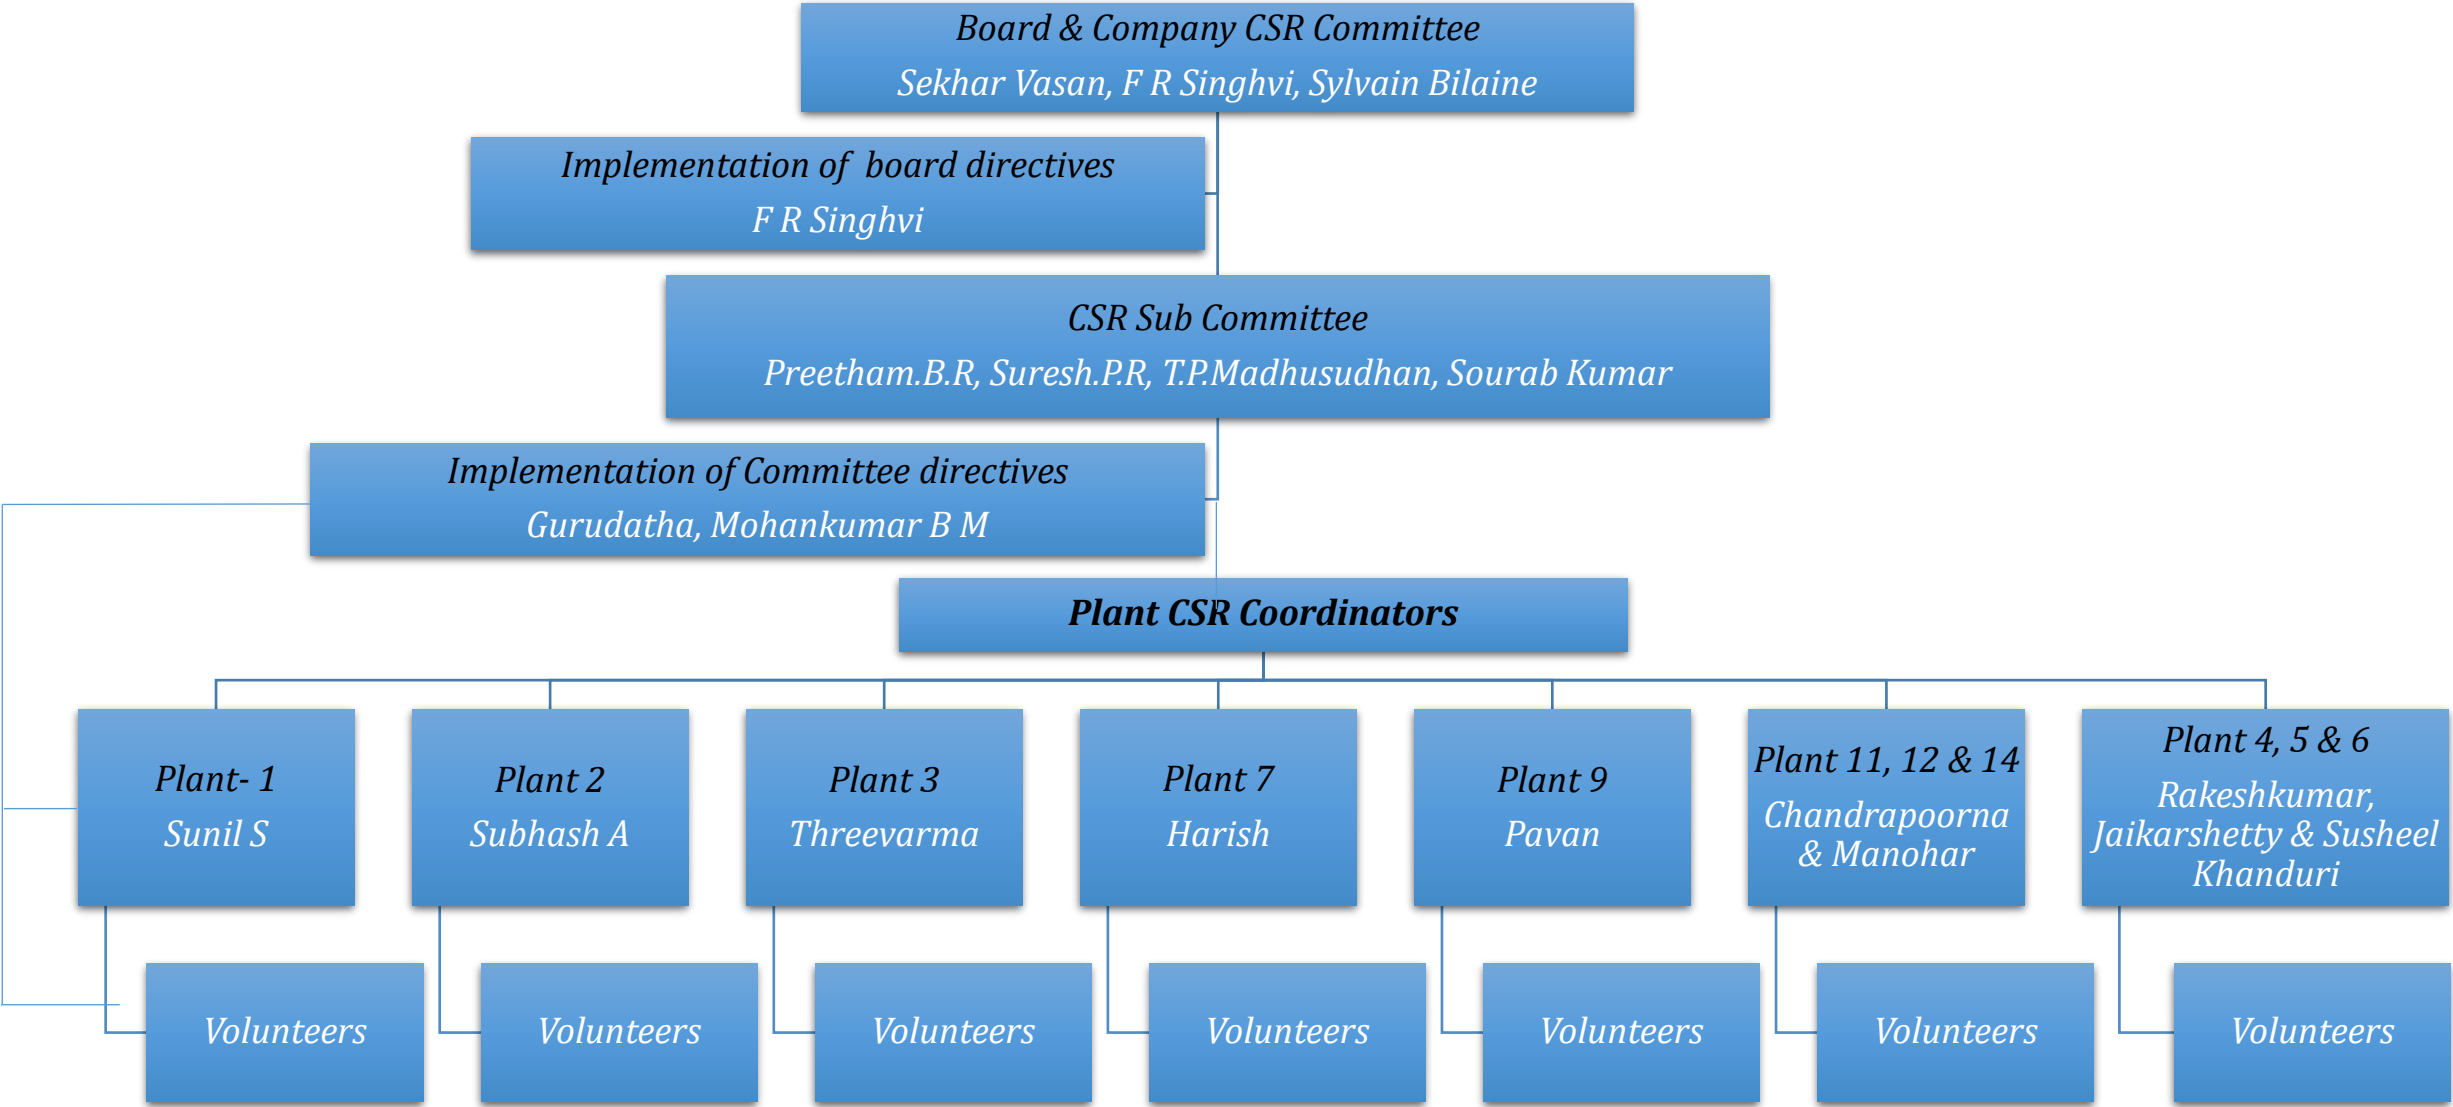 Board & Company CSR Committee
Sekhar Vasan, F R Singhvi, Sylvain Bilaine
Implementation of board directives
F R Singhvi
CSR Sub Committee
Preetham.B.R, Suresh.P.R, T.P.Madhusudhan, Sourab Kumar
Implementation of Committee directives
Gurudatha, Mohankumar B M
Plant CSR Coordinators
Plant- 1
Sunil S
Plant 2
Subhash A
Plant 3
Threevarma
Plant 7
Harish
Plant 9
Pavan
Plant 11, 12 & 14
Chandrapoorna
& Manohar
Plant 4, 5 & 6
Rakeshkumar,
Jaikarshetty & Susheel
Khanduri
Volunteers
Volunteers
Volunteers
Volunteers
Volunteers
Volunteers
Volunteers